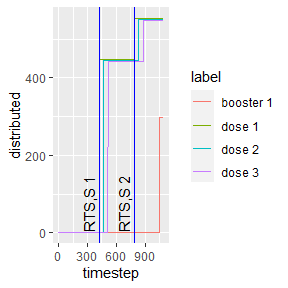 distributed
400
200
0
RTS,S 1
RTS,S 2
0
300
600
900
timestep
label
booster 1
dose 1
dose 2
dose 3